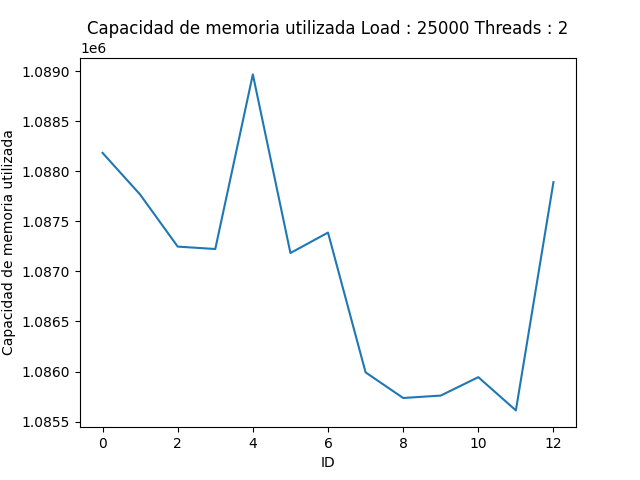 Capacidad de memoria utilizada Load : 25000 Threads : 2
1e6
1.0890
1.0885
1.0880
1.0875
1.0870
1.0865
1.0860
1.0855
Capacidad de memoria utilizada
0 2 4 6 8 10 12
ID